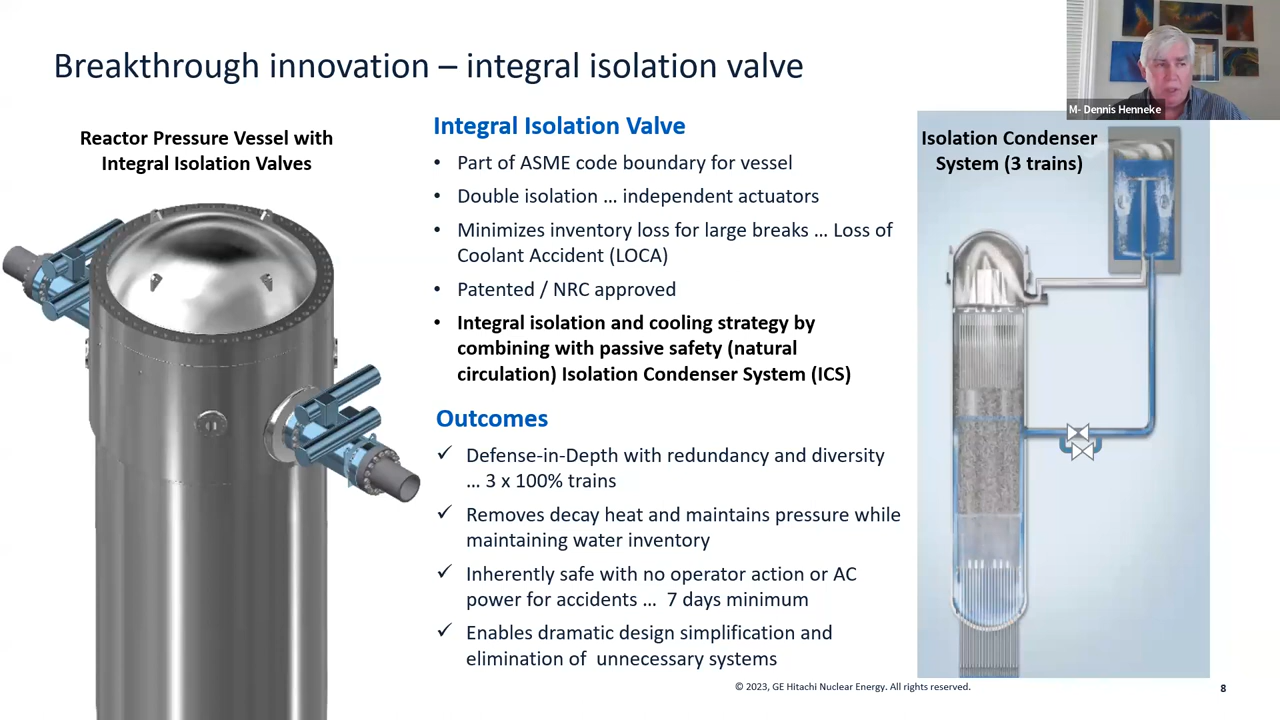 Breakthrough innovation – integral isolation valve
M- Dennis Henneke
Reactor Pressure Vessel with
Integral Isolation Valves
Integral Isolation Valve
• Part of ASME code boundary for vessel
• Double isolation … independent actuators
• Minimizes inventory loss for large breaks … Loss of
Coolant Accident (LOCA)
• Patented / NRC approved
• Integral isolation and cooling strategy by
combining with passive safety (natural
circulation) Isolation Condenser System (ICS)
Outcomes
✓ Defense-in-Depth with redundancy and diversity
… 3 x 100% trains
✓ Removes decay heat and maintains pressure while
maintaining water inventory
✓ Inherently safe with no operator action or AC
power for accidents … 7 days minimum
✓ Enables dramatic design simplification and
elimination of unnecessary systems
Isolation Condenser
System (3 trains)
© 2023, GE Hitachi Nuclear Energy. All rights reserved.
8